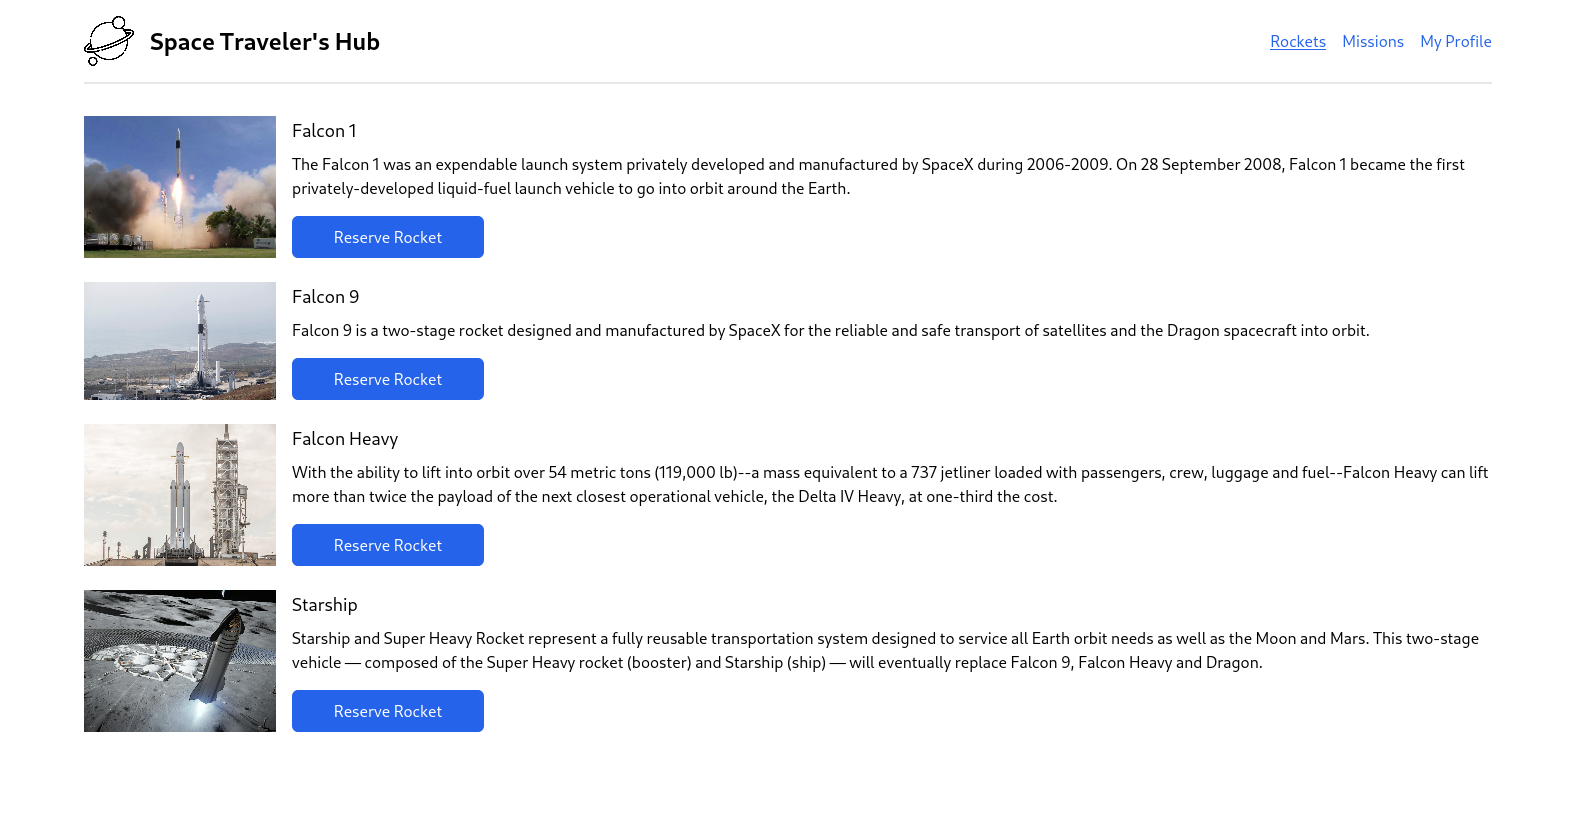 Space Traveler's Hub
Rockets Missions My Profile
Falcon 1
The Falcon 1 was an expendable launch system privately developed and manufactured by SpaceX during 2006-2009. On 28 September 2008, Falcon 1 became the first
privately-developed liquid-fuel launch vehicle to go into orbit around the Earth.
Reserve Rocket
Falcon 9
Falcon 9 is a two-stage rocket designed and manufactured by SpaceX for the reliable and safe transport of satellites and the Dragon spacecraft into orbit.
Reserve Rocket
Falcon Heavy
With the ability to lift into orbit over 54 metric tons (119,000 lb)--a mass equivalent to a 737 jetliner loaded with passengers, crew, luggage and fuel--Falcon Heavy can lift
more than twice the payload of the next closest operational vehicle, the Delta IV Heavy, at one-third the cost.
Reserve Rocket
Starship
Starship and Super Heavy Rocket represent a fully reusable transportation system designed to service all Earth orbit needs as well as the Moon and Mars. This two-stage
vehicle — composed of the Super Heavy rocket (booster) and Starship (ship) — will eventually replace Falcon 9, Falcon Heavy and Dragon.
Reserve Rocket